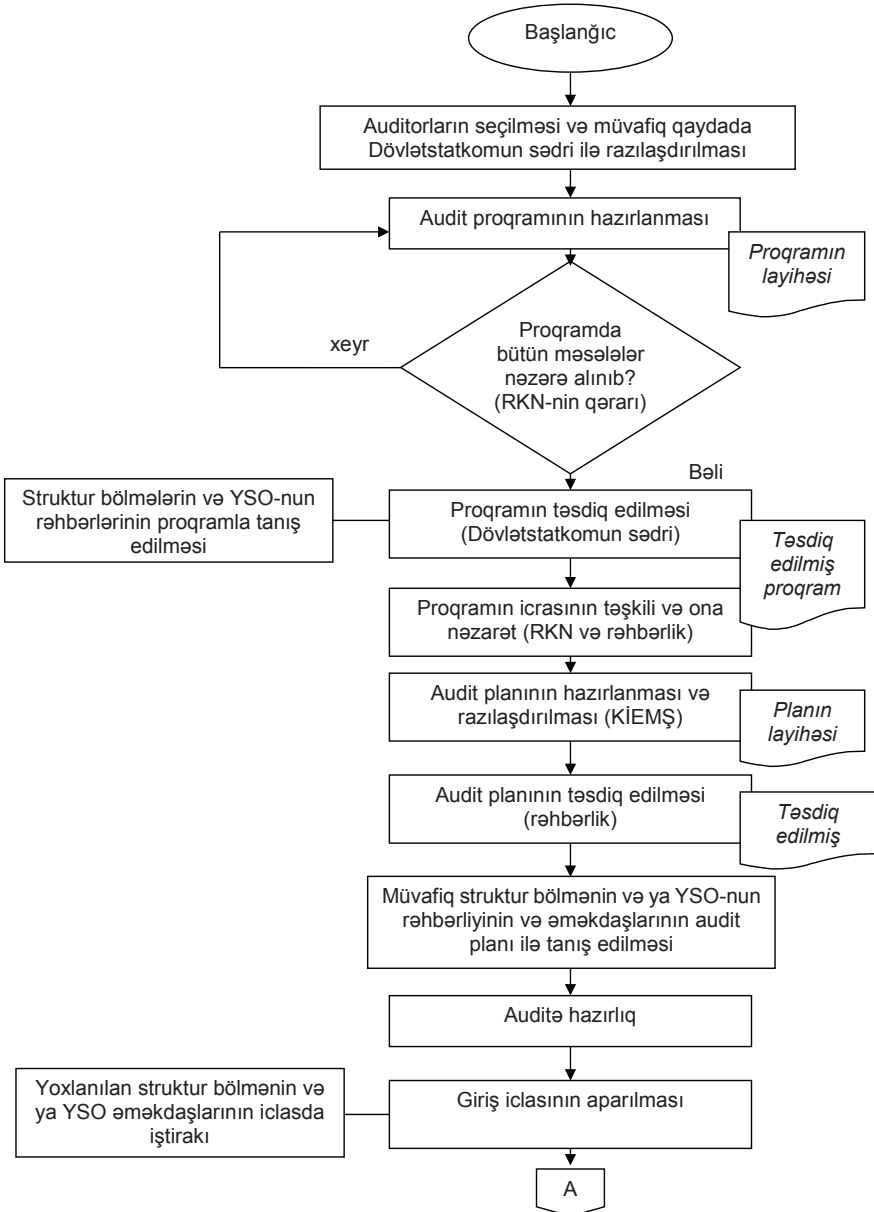 Başlanğıc
Auditorların seçilməsi və müvafiq qaydada
Dövlətstatkomun sədri ilə razılaşdırılması
Audit proqramının hazırlanması
Proqramın
layihəsi
xeyr
Proqramda
bütün məsələlər
nəzərə alınıb?
(RKN-nin qərarı)
Bəli
Struktur bölmələrin və YSO-nun
rəhbərlərinin proqramla tanış
edilməsi
Proqramın təsdiq edilməsi
(Dövlətstatkomun sədri)
Təsdiq
edilmiş
proqram
Proqramın icrasının təşkili və ona
nəzarət (RKN və rəhbərlik)
Audit planının hazırlanması və
razılaşdırılması (KİEMŞ)
Planın
layihəsi
Audit planının təsdiq edilməsi
(rəhbərlik)
Təsdiq
edilmiş
Müvafiq struktur bölmənin və ya YSO-nun
rəhbərliyinin və əməkdaşlarının audit
planı ilə tanış edilməsi
Auditə hazırlıq
Yoxlanılan struktur bölmənin və
ya YSO əməkdaşlarının iclasda
iştirakı
Giriş iclasının aparılması
A